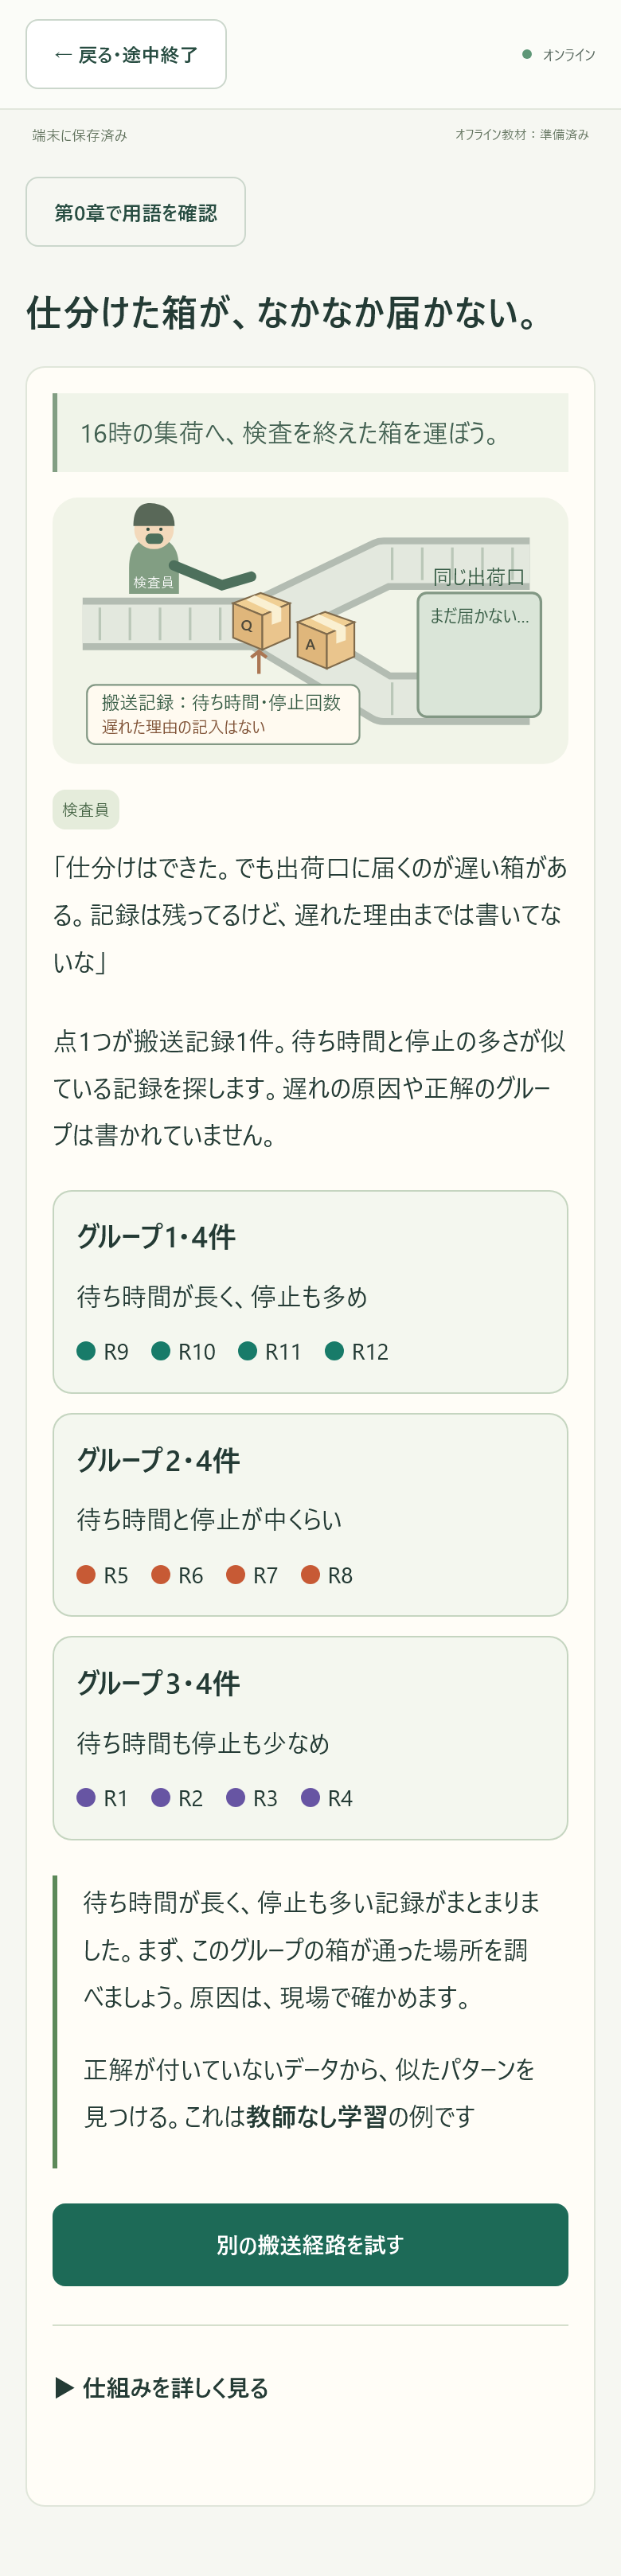 ← 戻る・途中終了
オンライン
端末に保存済み
オフライン教材：準備済み
第0章で用語を確認
仕分けた箱が、なかなか届かない。
16時の集荷へ、検査を終えた箱を運ぼう。
検査員
同じ出荷口
まだ届かない…
Q
A
搬送記録：待ち時間・停止回数
遅れた理由の記入はない
検査員
「仕分けはできた。でも出荷口に届くのが遅い箱があ
る。記録は残ってるけど、遅れた理由までは書いてな
いな」
点1つが搬送記録1件。待ち時間と停止の多さが似
ている記録を探します。遅れの原因や正解のグルー
プは書かれていません。
グループ1・4件
待ち時間が長く、停止も多め
R9 R10 R11 R12
グループ2・4件
待ち時間と停止が中くらい
R5 R6 R7 R8
グループ3・4件
待ち時間も停止も少なめ
R1 R2 R3 R4
待ち時間が長く、停止も多い記録がまとまりま
した。まず、このグループの箱が通った場所を調
べましょう。原因は、現場で確かめます。
正解が付いていないデータから、似たパターンを
見つける。これは教師なし学習の例です
別の搬送経路を試す
▶ 仕組みを詳しく見る